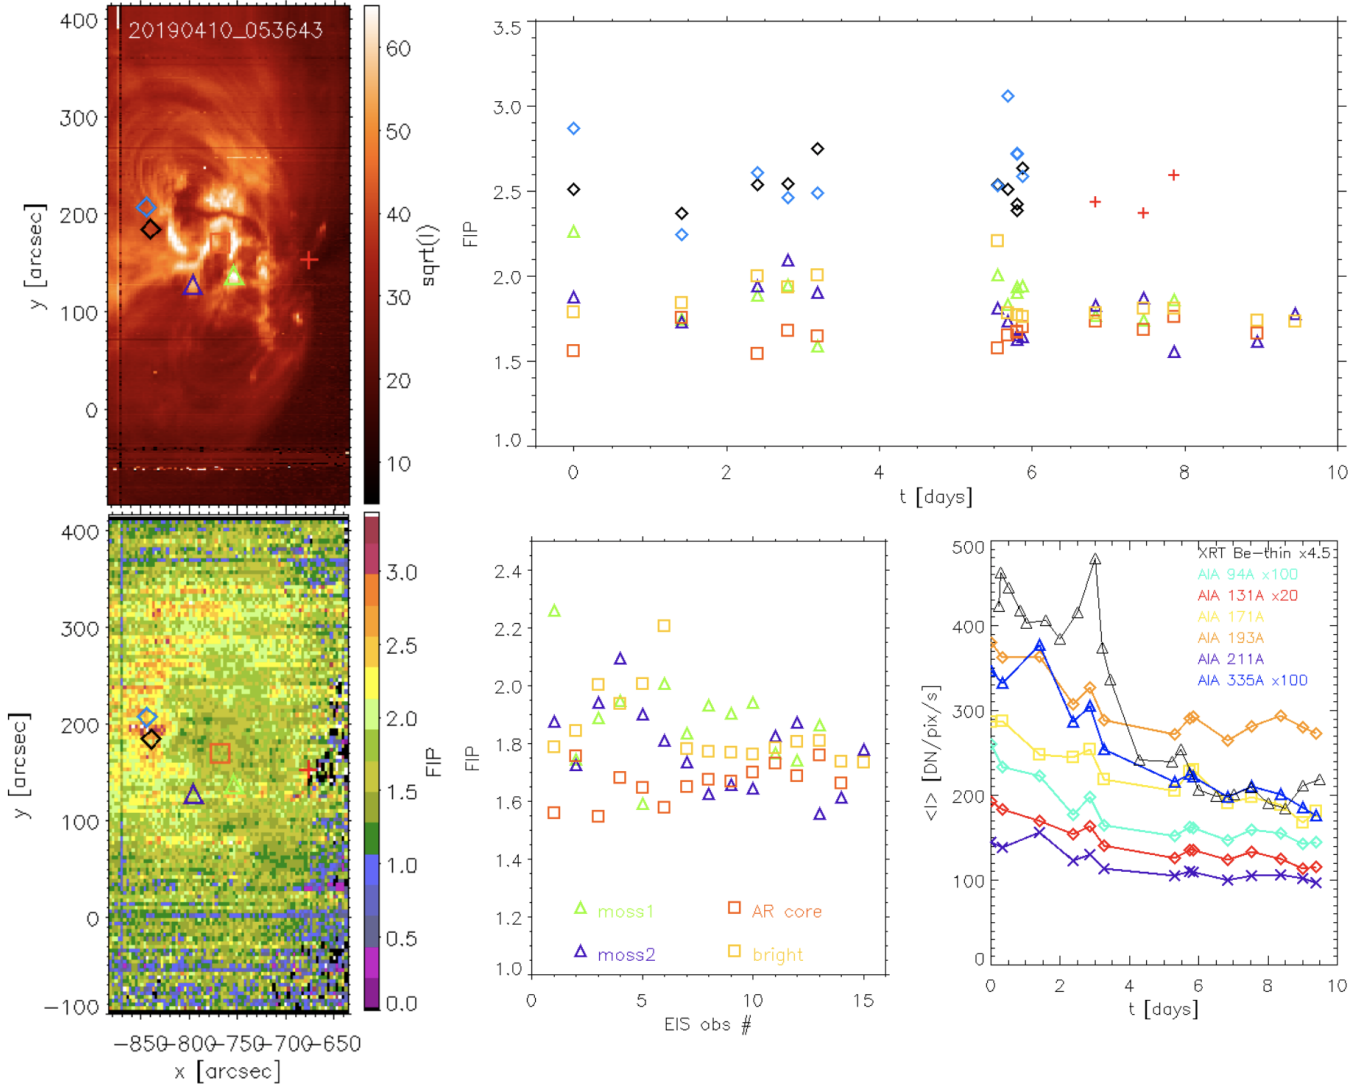 20190410_053643
400
300
200
100
0
y [arcsec]
60
50
40
30
20
10
sqrt(I)
3.5
3.0
2.5
2.0
1.5
1.0
FIP
0
2
4
6
8
10
t [days]
400
300
200
100
0
−100
y [arcsec]
−850−800−750−700−650
x [arcsec]
3.0
2.5
2.0
1.5
1.0
0.5
0.0
FIP
2.4
2.2
2.0
1.8
1.6
1.4
1.2
1.0
FIP
moss1
AR core
moss2
bright
0
5
10
15
EIS obs #
500
400
300
200
100
0
<I> [DN/pix/s]
XRT Be−thin x4.5
AIA 94A x100
AIA 131A x20
AIA 171A
AIA 193A
AIA 211A
AIA 335A x100
0
2
4
6
8
10
t [days]